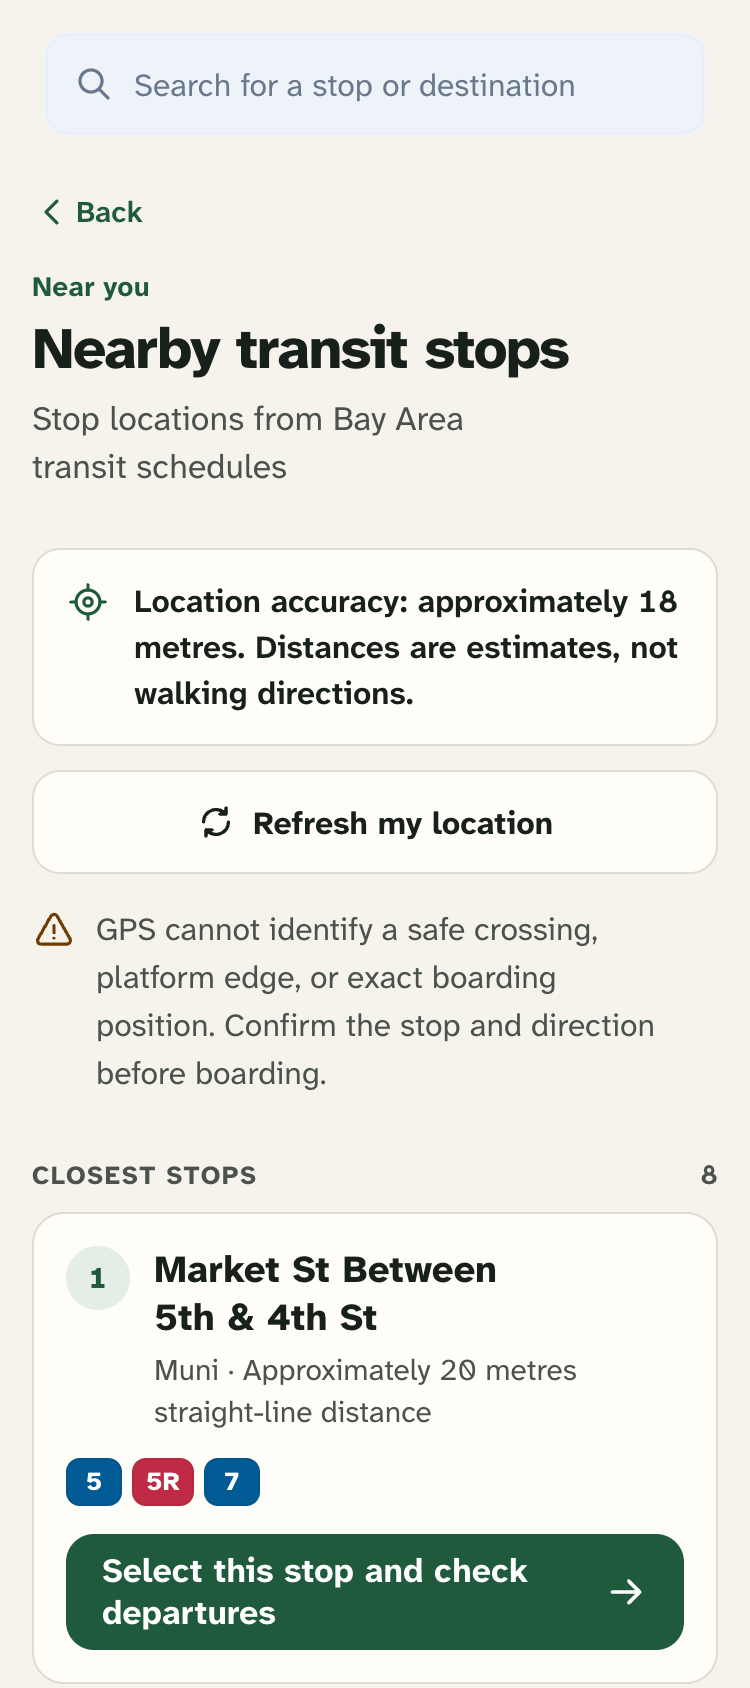 Search for a stop or destination
Back
Near you
Nearby transit stops
Stop locations from Bay Area
transit schedules
Location accuracy: approximately 18
metres. Distances are estimates, not
walking directions.
Refresh my location
GPS cannot identify a safe crossing,
platform edge, or exact boarding
position. Confirm the stop and direction
before boarding.
CLOSEST STOPS 8
1 Market St Between
5th & 4th St
Muni · Approximately 20 metres
straight-line distance
5 5R 7
Select this stop and check
departures